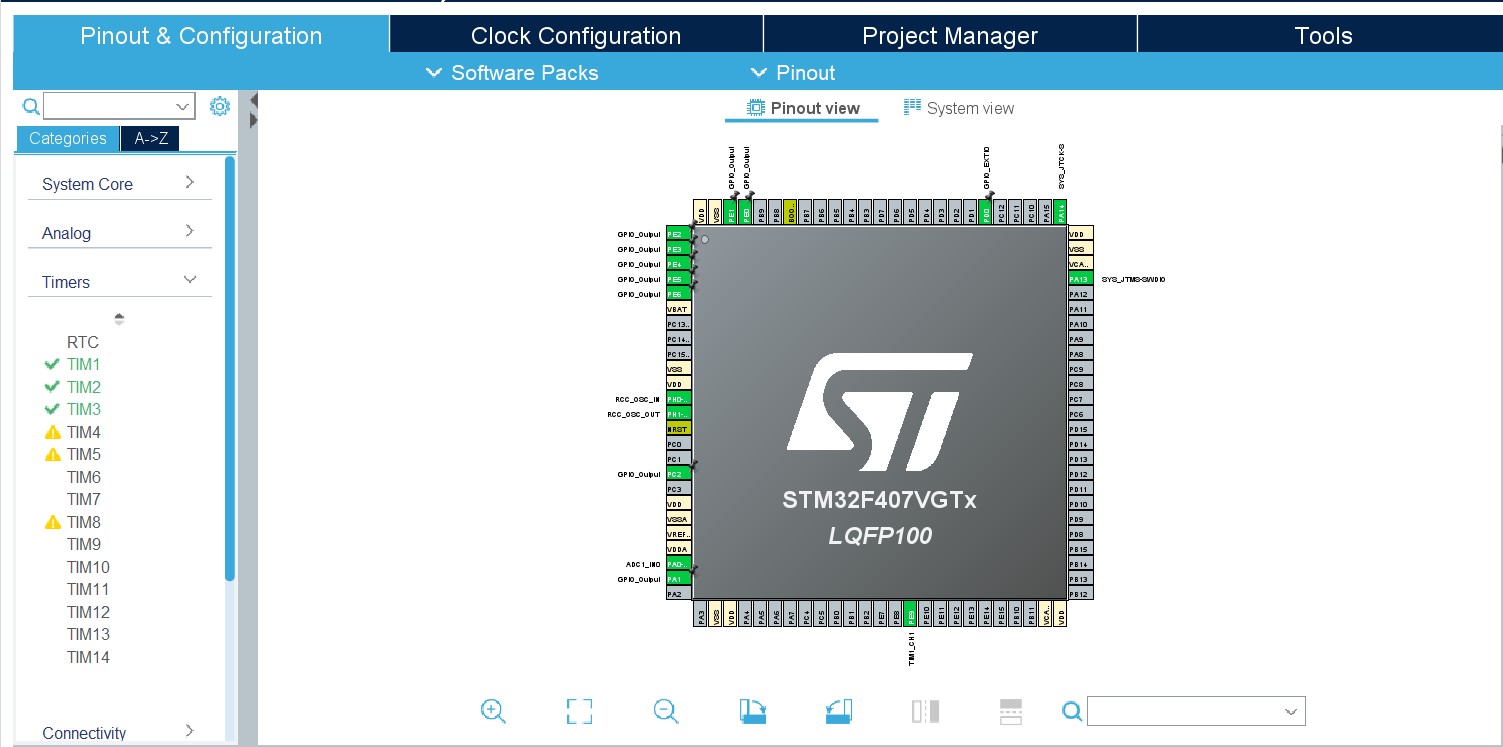 Pinout & Configuration
Clock Configuration
Project Manager
Tools
Software Packs
Pinout
Pinout view
System view
Categories
A->Z
System Core
Analog
Timers
RTC
TIM1
TIM2
TIM3
TIM4
TIM5
TIM6
TIM7
TIM8
TIM9
TIM10
TIM11
TIM12
TIM13
TIM14
Connectivity
GPIO_Output
GPIO_Output
GPIO_EXTI0
SYS_JTCK-S
VDD
VSS
PE1
PE0
PB9
PB8
BOO..
PB7
PB6
PB5
PB4
PB3
PD7
PD6
PD5
PD4
PD3
PD2
PD1
PD0
PC12
PC11
PC10
PA15
PA14
GPIO_Output PE2
GPIO_Output PE3
GPIO_Output PE4
GPIO_Output PE5
GPIO_Output PE6
VBAT
PC13..
PC14..
PC15..
VSS
VDD
RCC_OSC_IN PH0-..
RCC_OSC_OUT PH1-..
NRST
PC0
PC1
GPIO_Output PC2
PC3
VDD
VSSA
VREF..
VDDA
ADC1_IN0 PA0-..
GPIO_Output PA1
PA2
ST
STM32F407VGTx
LQFP100
VDD
VSS
VCA..
PA13 SYS_JTMS-SWDIO
PA12
PA11
PA10
PA9
PA8
PC9
PC8
PC7
PC6
PD15
PD14
PD13
PD12
PD11
PD10
PD9
PD8
PB15
PB14
PB13
PB12
PA3
VSS
VDD
PA4
PA5
PA6
PA7
PC4
PC5
PB0
PB1
PB2
PE7
PE8
PE9
PE10
PE11
PE12
PE13
PE14
PE15
PB10
PB11
VCA..
VDD
TIM1_CH1